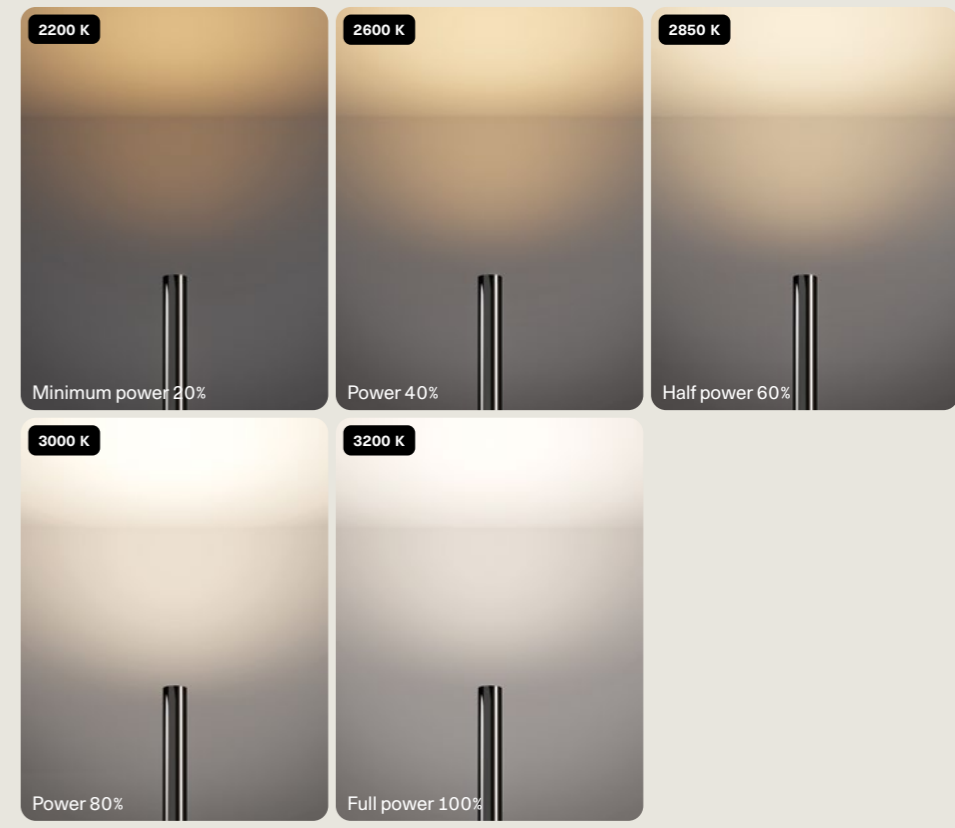 2200 K
Minimum power 20%
2600 K
Power 40%
2850 K
Half power 60%
3000 K
Power 80%
3200 K
Full power 100%